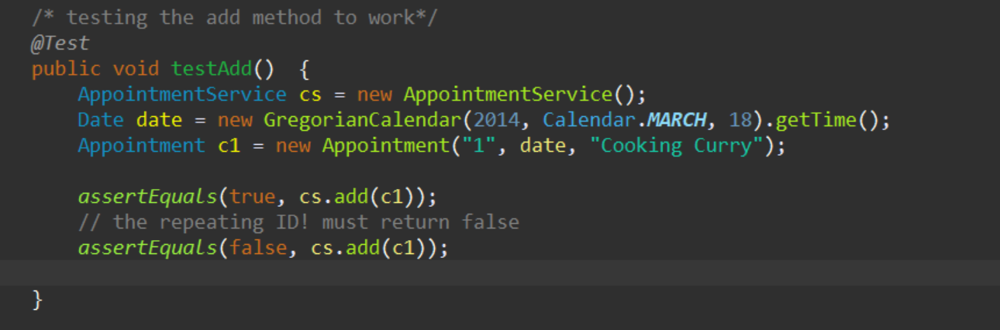 /* testing the add method to work*/
@Test
public void testAdd()  {
    AppointmentService cs = new AppointmentService();
    Date date = new GregorianCalendar(2014, Calendar.MARCH, 18).getTime();
    Appointment c1 = new Appointment("1", date, "Cooking Curry");

    assertEquals(true, cs.add(c1));
    // the repeating ID! must return false
    assertEquals(false, cs.add(c1));

}